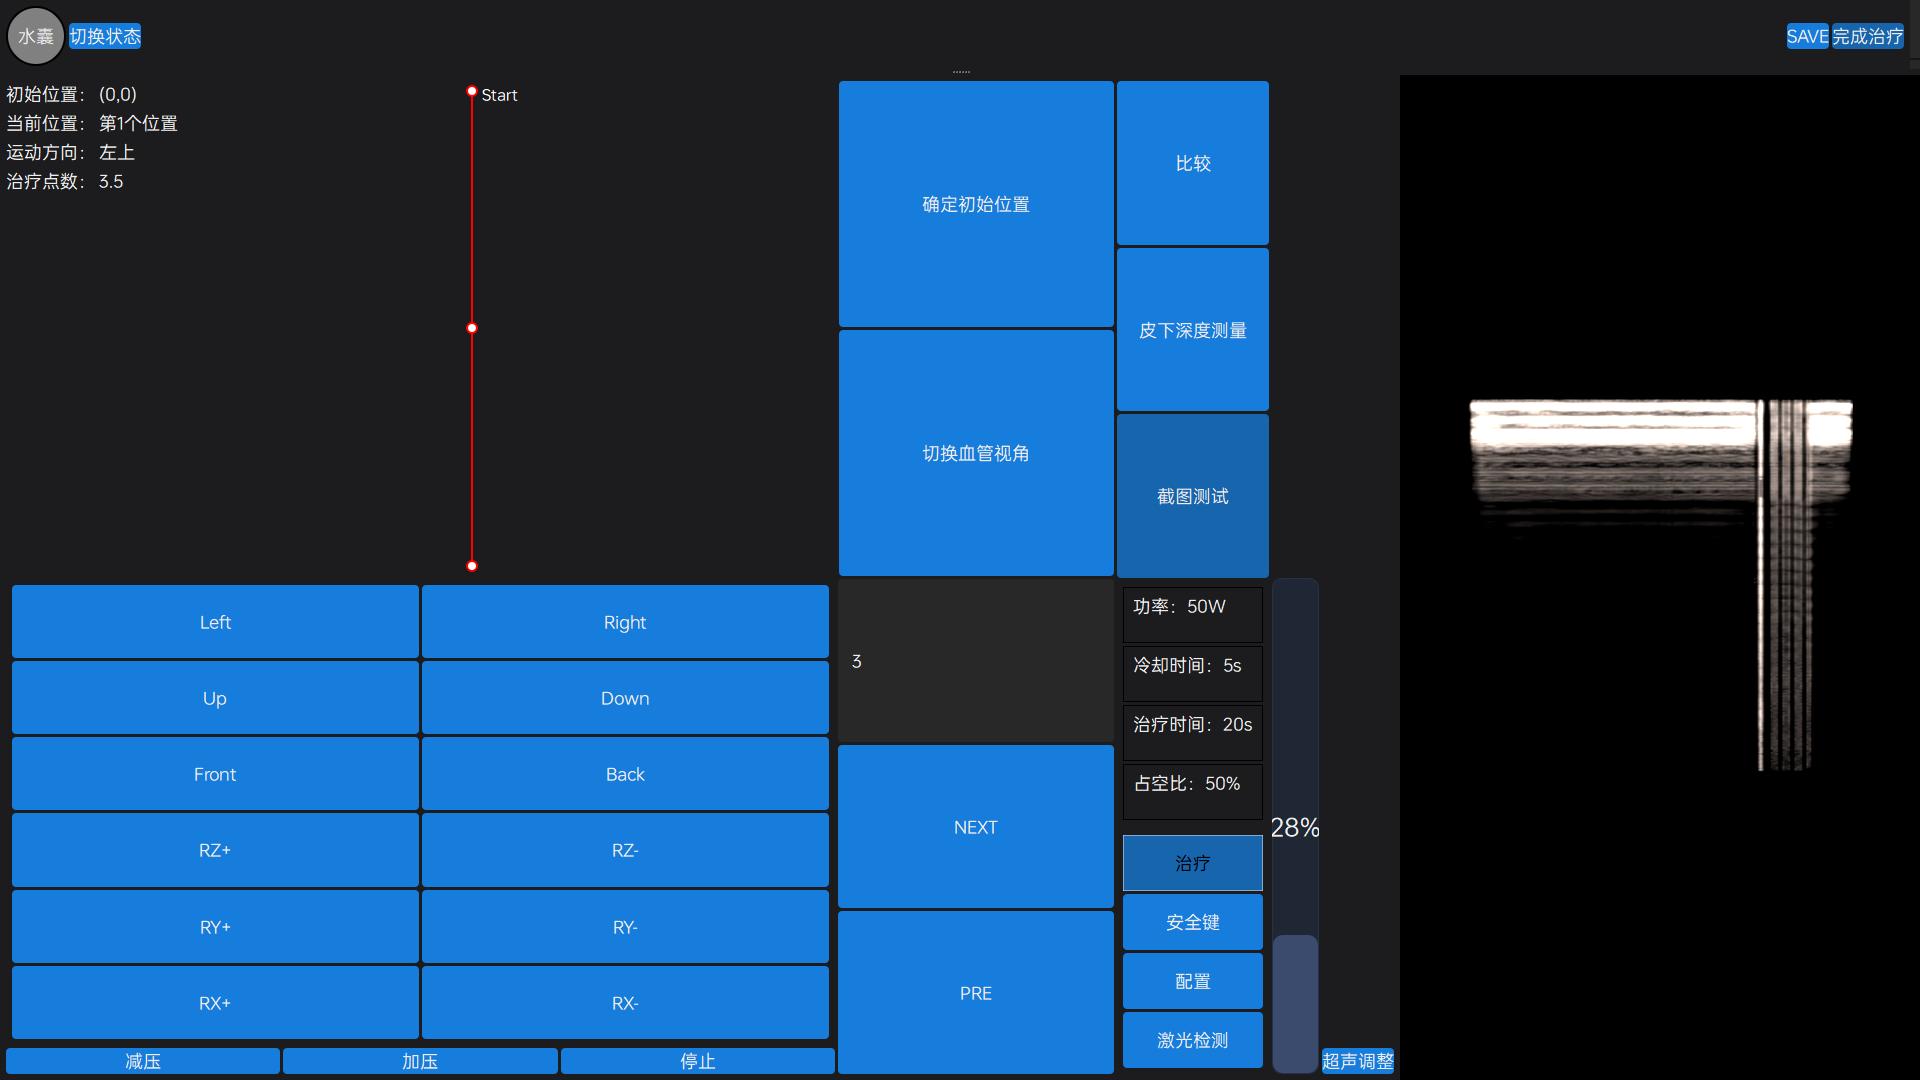 水囊
切换状态
SAVE
完成治疗
初始位置： (0,0)
当前位置： 第1个位置
运动方向： 左上
治疗点数： 3.5
Start
确定初始位置
比较
皮下深度测量
切换血管视角
截图测试
Left
Right
Up
Down
Front
Back
RZ+
RZ-
RY+
RY-
RX+
RX-
减压
加压
停止
3
NEXT
PRE
功率：50W
冷却时间：5s
治疗时间：20s
占空比：50%
治疗
安全键
配置
激光检测
28%
超声调整